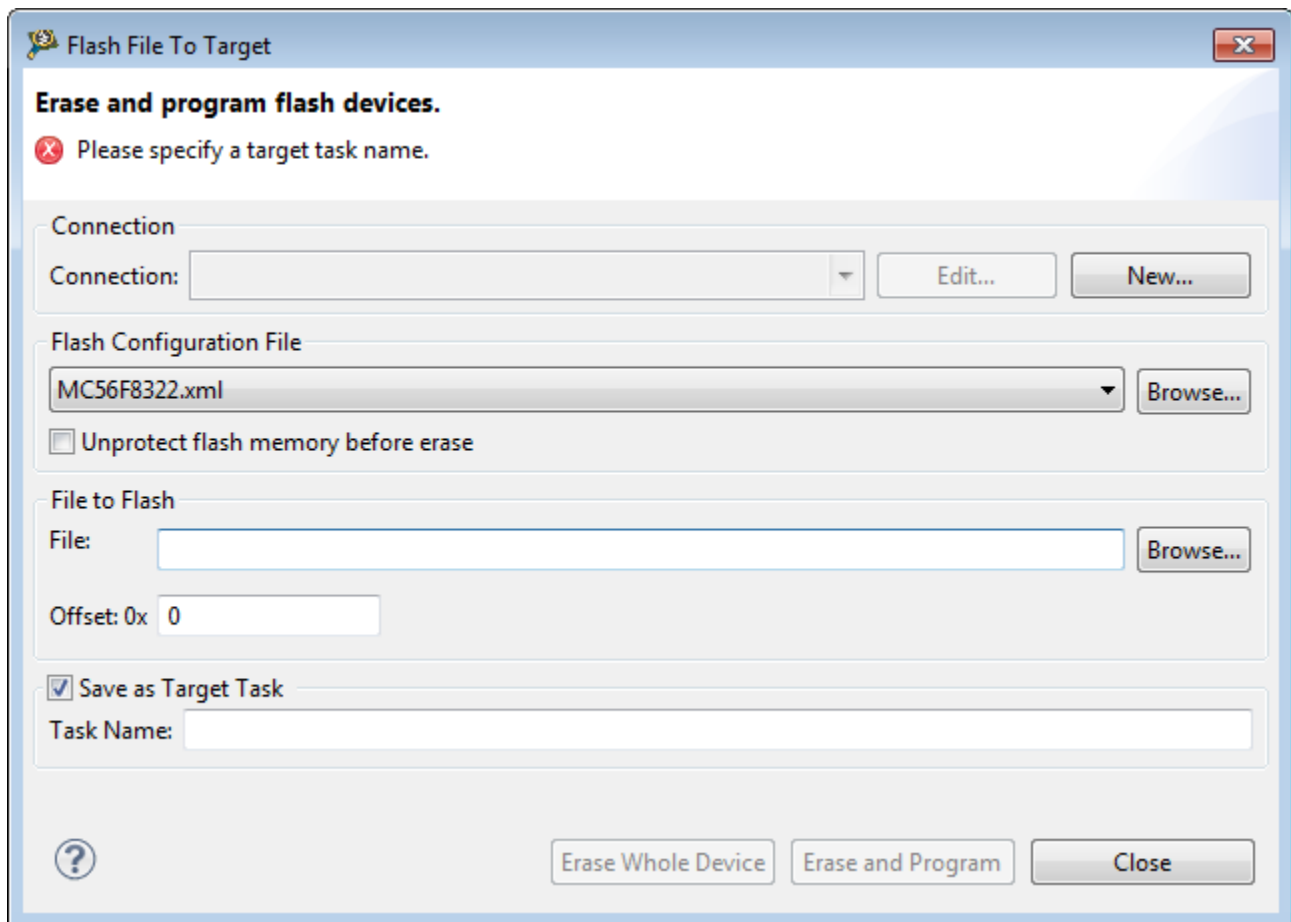 Flash File To Target
Erase and program flash devices.
Please specify a target task name.
Connection
Connection: Edit... New...
Flash Configuration File
MC56F8322.xml Browse...
Unprotect flash memory before erase
File to Flash
File: Browse...
Offset: 0x 0
Save as Target Task
Task Name:
? Erase Whole Device Erase and Program Close